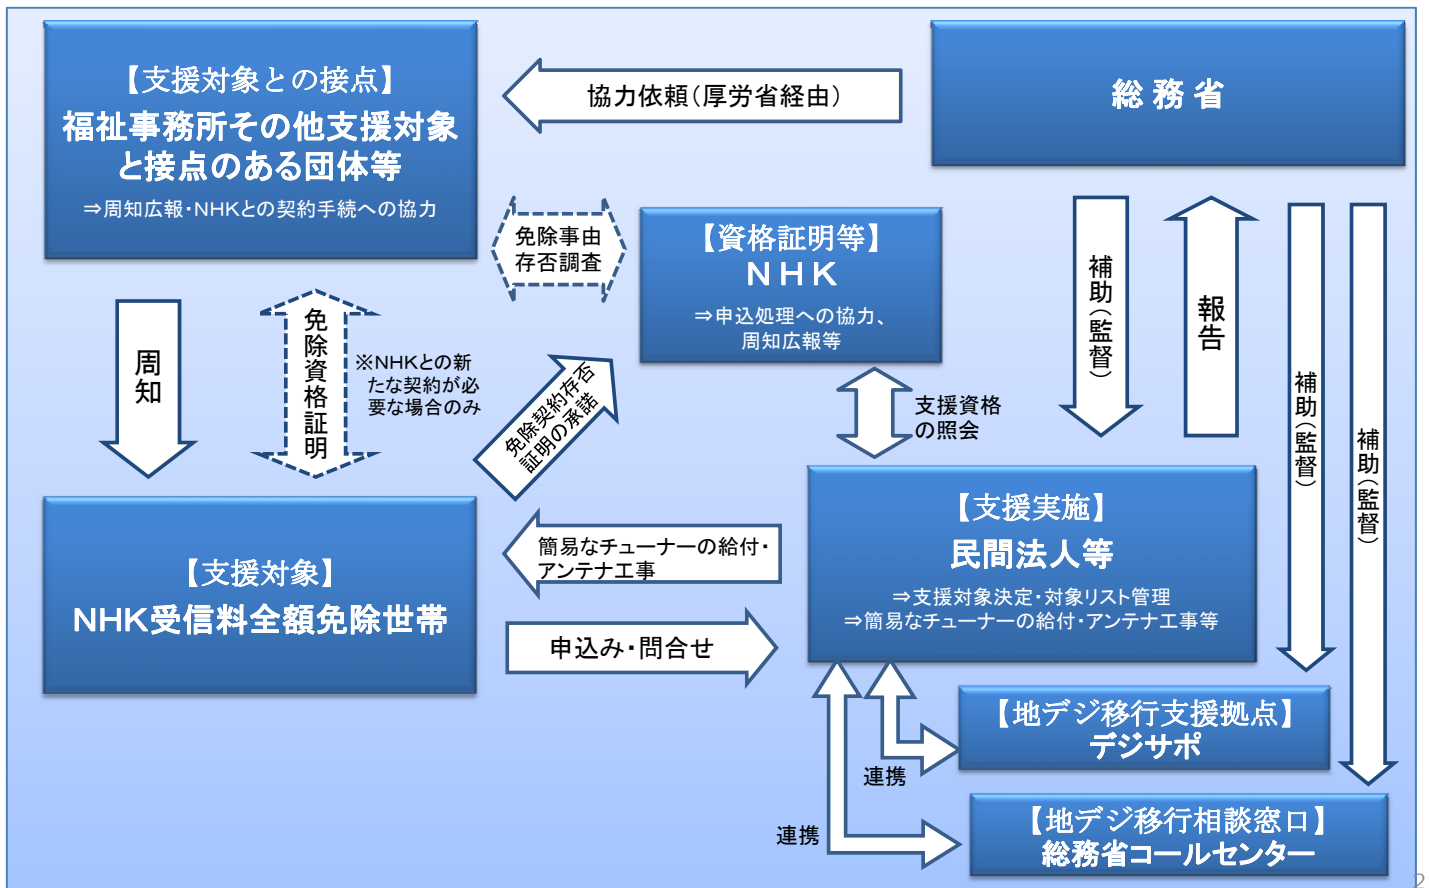 【支援対象との接点】
福祉事務所その他支援対象
と接点のある団体等
⇒周知広報・NHKとの契約手続への協力
協力依頼（厚労省経由）
総務省
免除事由
存否調査
【資格証明等】
ＮＨＫ
⇒申込処理への協力、
周知広報等
周知
免除資格証明
※NHKとの新
たな契約が必
要な場合のみ
免除契約存否
証明の承諾
支援資格
の照会
補助（監督）
報告
補助（監督）
補助（監督）
【支援対象】
NHK受信料全額免除世帯
簡易なチューナーの給付・
アンテナ工事
申込み・問合せ
【支援実施】
民間法人等
⇒支援対象決定・対象リスト管理
⇒簡易なチューナーの給付・アンテナ工事等
連携
【地デジ移行支援拠点】
デジサポ
連携
【地デジ移行相談窓口】
総務省コールセンター
2